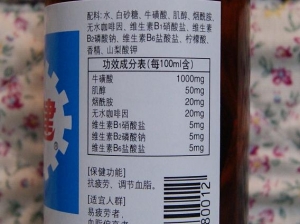 配料:水、白砂糖、牛磺酸、肌醇、烟酰胺、
无水咖啡因、维生素B₁硝酸盐、维生素
B₂磷酸钠、维生素B₆盐酸盐、柠檬酸、
香精、山梨酸钾
功效成分表(每100ml含)
牛磺酸 1000mg
肌醇 50mg
烟酰胺 20mg
无水咖啡因 20mg
维生素B₁硝酸盐 5mg
维生素B₂磷酸钠 5mg
维生素B₆盐酸盐 5mg
[保健功能]
抗疲劳、调节血脂。
[适宜人群]
易疲劳者、
血脂偏高者
80012